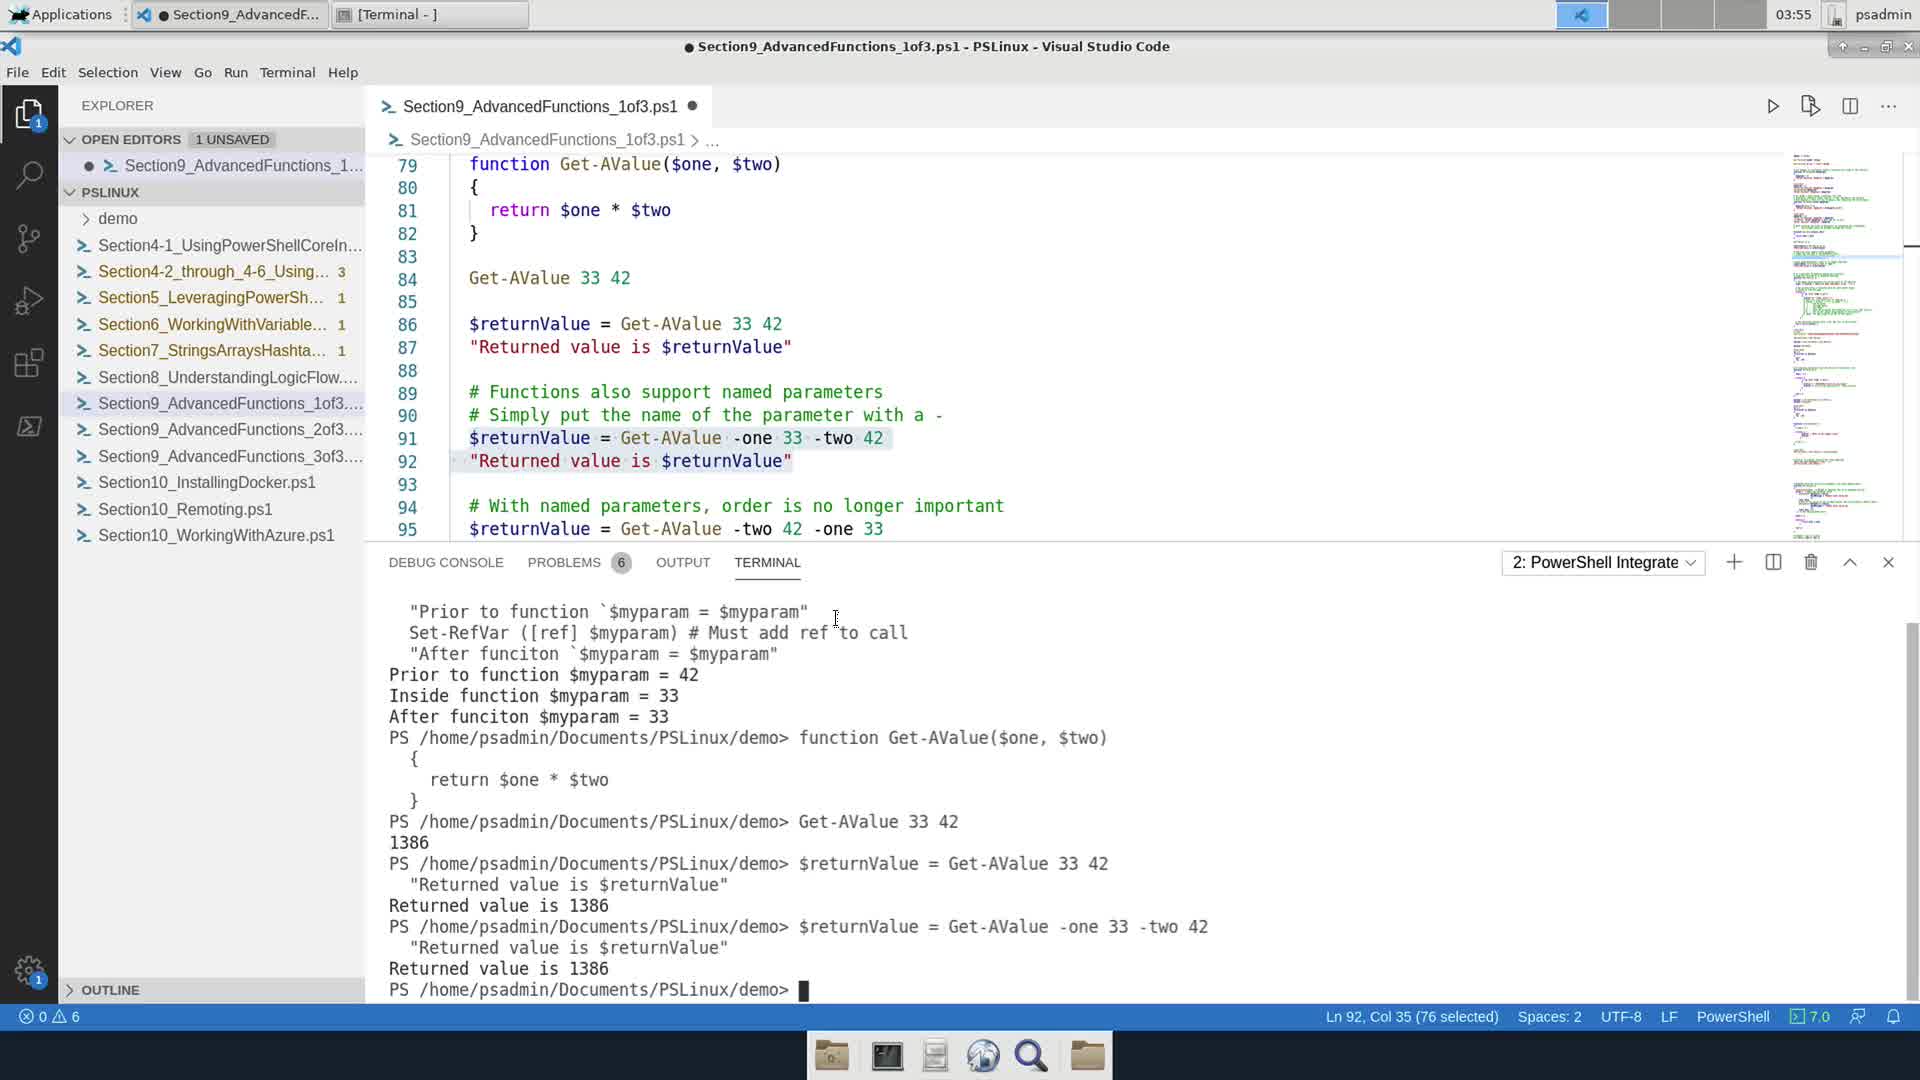 Applications
● Section9_AdvancedF...
[Terminal - ]
03:55
psadmin
● Section9_AdvancedFunctions_1of3.ps1 - PSLinux - Visual Studio Code
File Edit Selection View Go Run Terminal Help
EXPLORER
OPEN EDITORS 1 UNSAVED
● Section9_AdvancedFunctions_1...
PSLINUX
demo
Section4-1_UsingPowerShellCoreIn...
Section4-2_through_4-6_Using... 3
Section5_LeveragingPowerSh... 1
Section6_WorkingWithVariable... 1
Section7_StringsArraysHashta... 1
Section8_UnderstandingLogicFlow....
Section9_AdvancedFunctions_1of3....
Section9_AdvancedFunctions_2of3....
Section9_AdvancedFunctions_3of3....
Section10_InstallingDocker.ps1
Section10_Remoting.ps1
Section10_WorkingWithAzure.ps1
OUTLINE
1
1
Section9_AdvancedFunctions_1of3.ps1 ●
Section9_AdvancedFunctions_1of3.ps1 > ...
79 function Get-AValue($one, $two)
80 {
81 return $one * $two
82 }
83
84 Get-AValue 33 42
85
86 $returnValue = Get-AValue 33 42
87 "Returned value is $returnValue"
88
89 # Functions also support named parameters
90 # Simply put the name of the parameter with a -
91 $returnValue = Get-AValue -one 33 -two 42
92 "Returned value is $returnValue"
93
94 # With named parameters, order is no longer important
95 $returnValue = Get-AValue -two 42 -one 33
DEBUG CONSOLE PROBLEMS 6 OUTPUT TERMINAL
2: PowerShell Integrate
"Prior to function `$myparam = $myparam"
Set-RefVar ([ref] $myparam) # Must add ref to call
"After funciton `$myparam = $myparam"
Prior to function $myparam = 42
Inside function $myparam = 33
After funciton $myparam = 33
PS /home/psadmin/Documents/PSLinux/demo> function Get-AValue($one, $two)
{
return $one * $two
}
PS /home/psadmin/Documents/PSLinux/demo> Get-AValue 33 42
1386
PS /home/psadmin/Documents/PSLinux/demo> $returnValue = Get-AValue 33 42
"Returned value is $returnValue"
Returned value is 1386
PS /home/psadmin/Documents/PSLinux/demo> $returnValue = Get-AValue -one 33 -two 42
"Returned value is $returnValue"
Returned value is 1386
PS /home/psadmin/Documents/PSLinux/demo>
0 6
Ln 92, Col 35 (76 selected) Spaces: 2 UTF-8 LF PowerShell 7.0